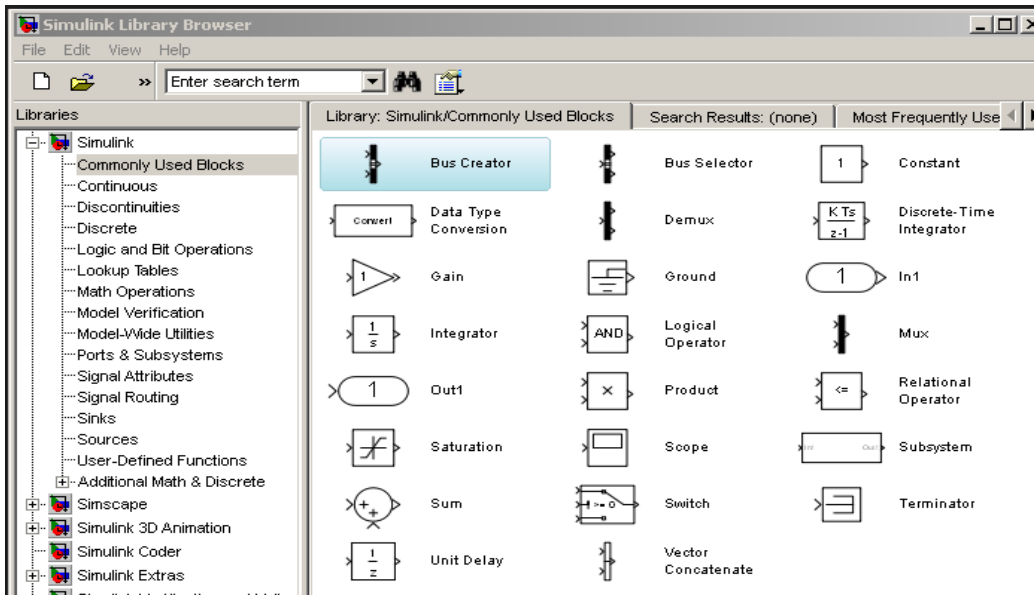 Simulink Library Browser
File Edit View Help
» Enter search term
Libraries
Simulink
Commonly Used Blocks
Continuous
Discontinuities
Discrete
Logic and Bit Operations
Lookup Tables
Math Operations
Model Verification
Model-Wide Utilities
Ports & Subsystems
Signal Attributes
Signal Routing
Sinks
Sources
User-Defined Functions
Additional Math & Discrete
Simscape
Simulink 3D Animation
Simulink Coder
Simulink Extras
Library: Simulink/Commonly Used Blocks
Search Results: (none)
Most Frequently Use
Bus Creator
Bus Selector
1
Constant
Convert
Data Type
Conversion
Demux
K Ts
z-1
Discrete-Time
Integrator
1
Gain
Ground
1
In1
1
s
Integrator
AND
Logical
Operator
Mux
1
Out1
×
Product
<=
Relational
Operator
Saturation
Scope
Subsystem
+
+
Sum
>= 0
Switch
Terminator
1
z
Unit Delay
Vector
Concatenate